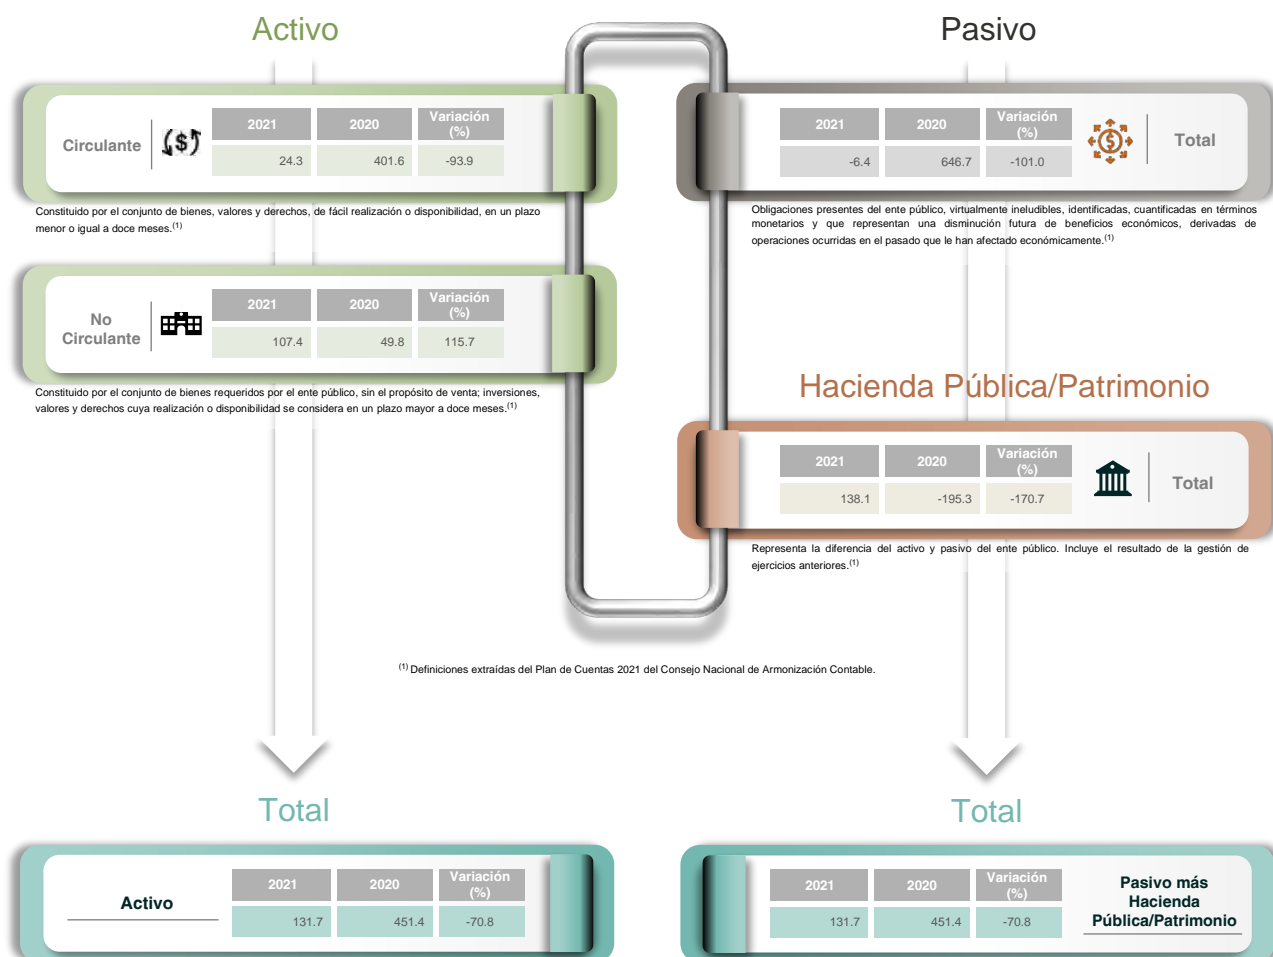 Activo
Circulante
2021 2020 Variación (%)
24.3 401.6 -93.9
Constituido por el conjunto de bienes, valores y derechos, de fácil realización o disponibilidad, en un plazo
menor o igual a doce meses.(1)
No
Circulante
2021 2020 Variación (%)
107.4 49.8 115.7
Constituido por el conjunto de bienes requeridos por el ente público, sin el propósito de venta; inversiones,
valores y derechos cuya realización o disponibilidad se considera en un plazo mayor a doce meses.(1)
Pasivo
2021 2020 Variación (%)
-6.4 646.7 -101.0
Total
Obligaciones presentes del ente público, virtualmente ineludibles, identificadas, cuantificadas en términos
monetarios y que representan una disminución futura de beneficios económicos, derivadas de
operaciones ocurridas en el pasado que le han afectado económicamente.(1)
Hacienda Pública/Patrimonio
2021 2020 Variación (%)
138.1 -195.3 -170.7
Total
Representa la diferencia del activo y pasivo del ente público. Incluye el resultado de la gestión de
ejercicios anteriores.(1)
(1) Definiciones extraídas del Plan de Cuentas 2021 del Consejo Nacional de Armonización Contable.
Total
Activo
2021 2020 Variación (%)
131.7 451.4 -70.8
Total
2021 2020 Variación (%)
131.7 451.4 -70.8
Pasivo más
Hacienda
Pública/Patrimonio